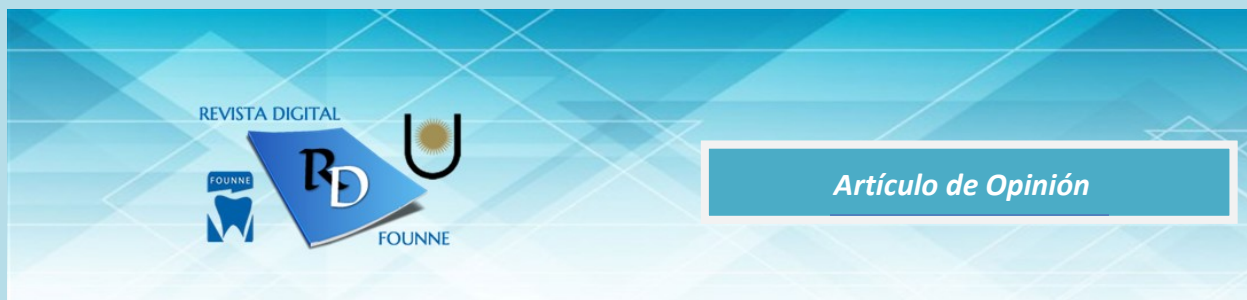 REVISTA DIGITAL
RD
FOUNNE
FOUNNE
Artículo de Opinión